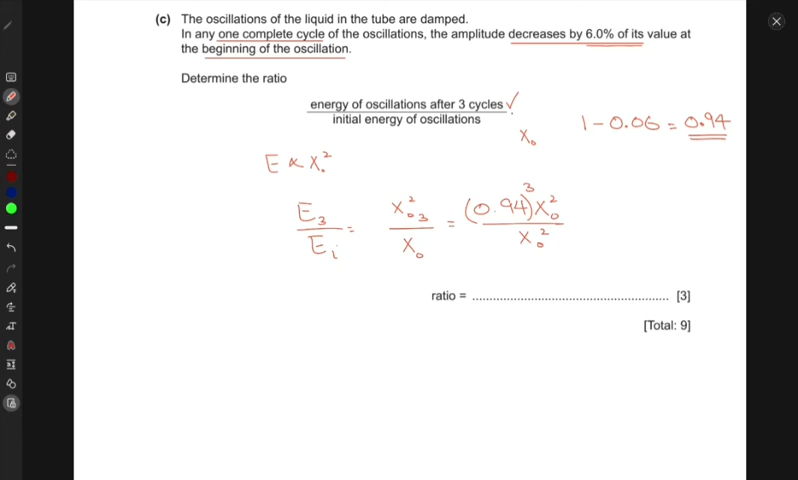 (c) The oscillations of the liquid in the tube are damped.
In any one complete cycle of the oscillations, the amplitude decreases by 6.0% of its value at
the beginning of the oscillation.
Determine the ratio
energy of oscillations after 3 cycles ✓
initial energy of oscillations
1 - 0.06 = 0.94
x₀
E ∝ x₀²
E₃/Eᵢ = x₀₃²/x₀ = (0.94)³x₀²/x₀²
ratio = ............................................................ [3]
[Total: 9]